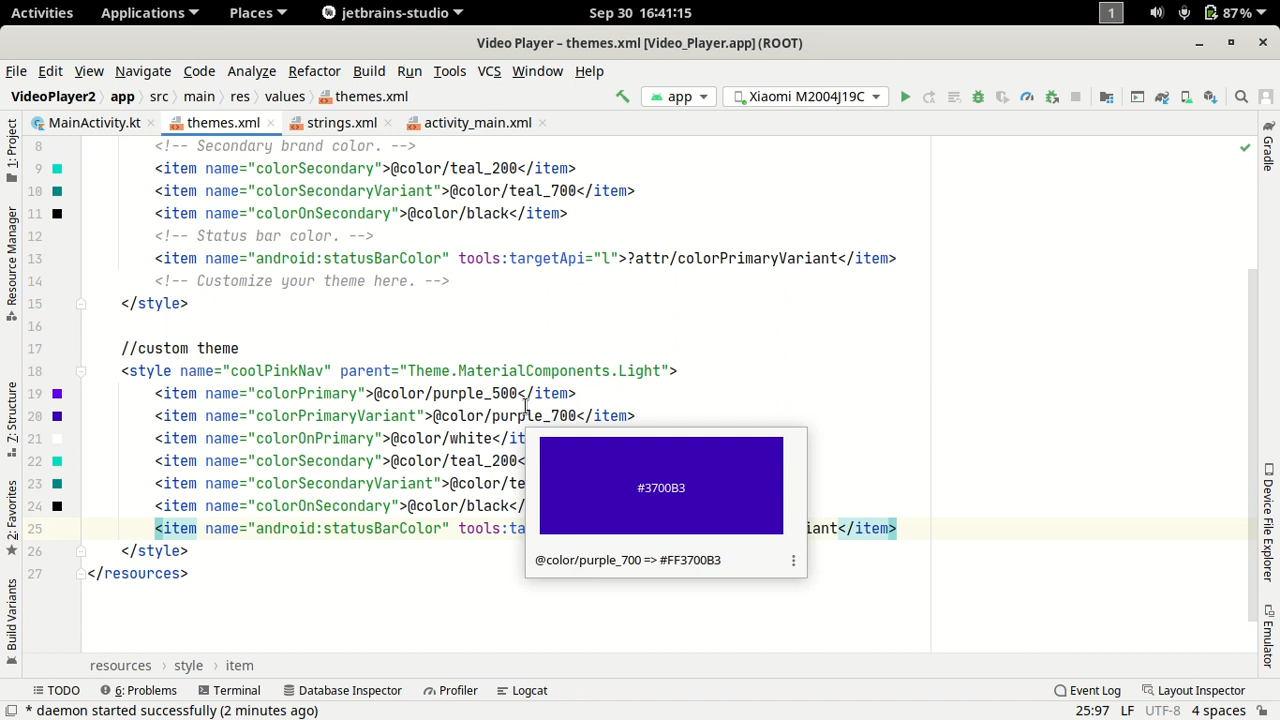 Activities Applications Places jetbrains-studio Sep 30 16:41:15 1 87%
Video Player – themes.xml [Video_Player.app] (ROOT)
File Edit View Navigate Code Analyze Refactor Build Run Tools VCS Window Help
VideoPlayer2 app src main res values themes.xml app Xiaomi M2004J19C
MainActivity.kt themes.xml strings.xml activity_main.xml
1: Project
Resource Manager
7: Structure
2: Favorites
Build Variants
8 <!-- Secondary brand color. -->
9 <item name="colorSecondary">@color/teal_200</item>
10 <item name="colorSecondaryVariant">@color/teal_700</item>
11 <item name="colorOnSecondary">@color/black</item>
12 <!-- Status bar color. -->
13 <item name="android:statusBarColor" tools:targetApi="l">?attr/colorPrimaryVariant</item>
14 <!-- Customize your theme here. -->
15 </style>
16
17 //custom theme
18 <style name="coolPinkNav" parent="Theme.MaterialComponents.Light">
19 <item name="colorPrimary">@color/purple_500</item>
20 <item name="colorPrimaryVariant">@color/purple_700</item>
21 <item name="colorOnPrimary">@color/white</it
22 <item name="colorSecondary">@color/teal_200<
23 <item name="colorSecondaryVariant">@color/te
24 <item name="colorOnSecondary">@color/black</
25 <item name="android:statusBarColor" tools:ta iant</item>
26 </style>
27 </resources>
#3700B3
@color/purple_700 => #FF3700B3
Gradle
Device File Explorer
Emulator
resources style item
TODO 6: Problems Terminal Database Inspector Profiler Logcat Event Log Layout Inspector
* daemon started successfully (2 minutes ago) 25:97 LF UTF-8 4 spaces